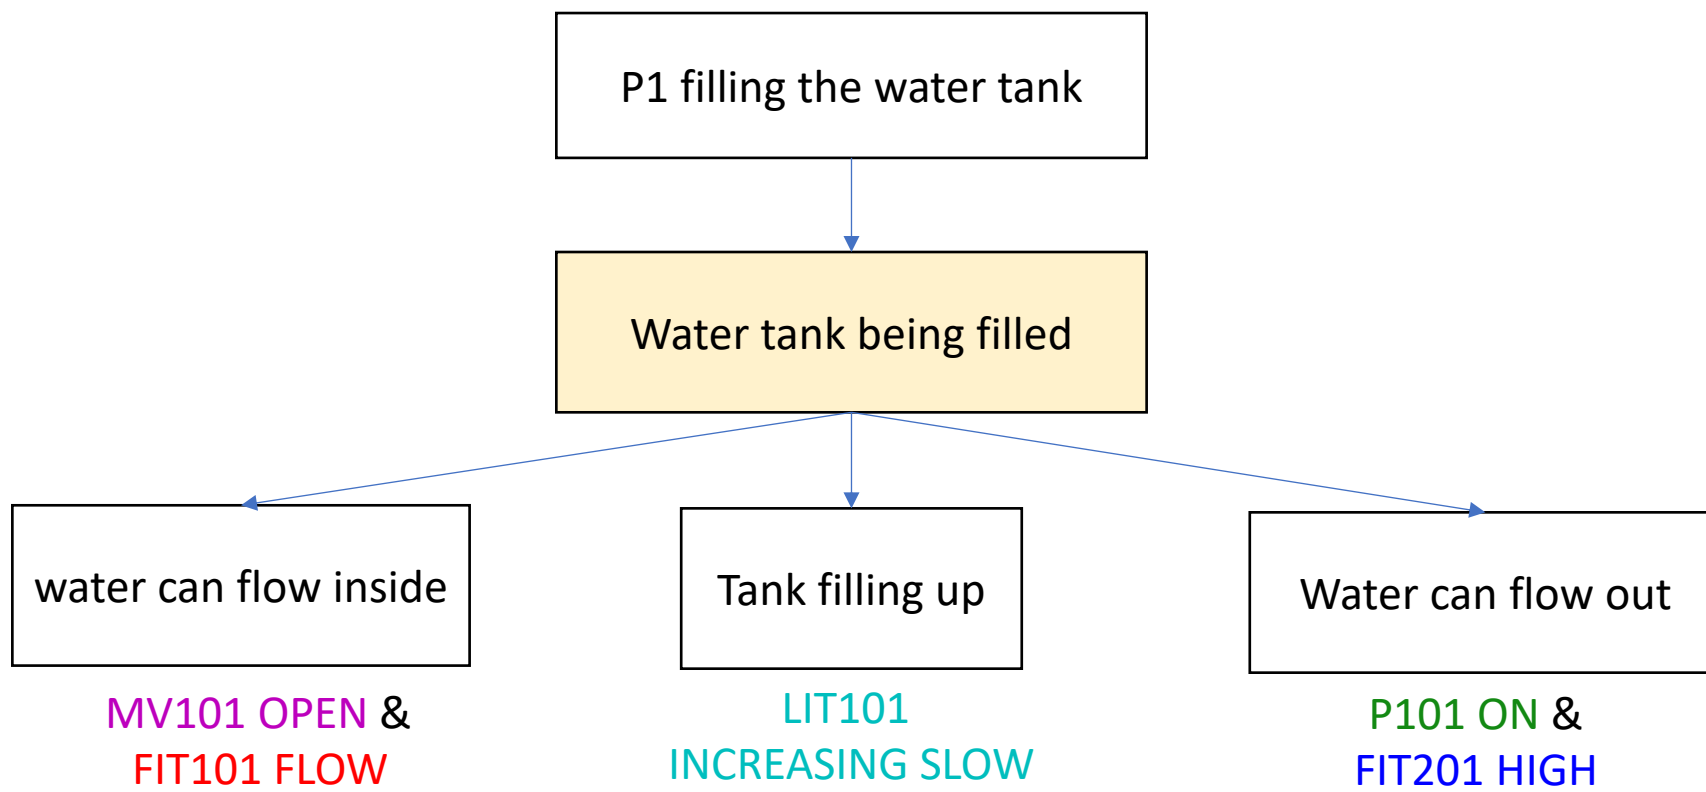 P1 filling the water tank
Water tank being filled
water can flow inside
Tank filling up
Water can flow out
MV101 OPEN &
FIT101 FLOW
LIT101
INCREASING SLOW
P101 ON &
FIT201 HIGH